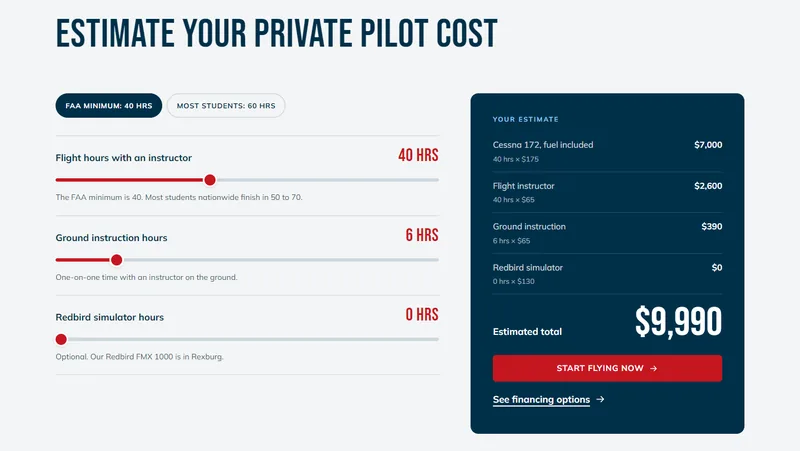 ESTIMATE YOUR PRIVATE PILOT COST
FAA MINIMUM: 40 HRS
MOST STUDENTS: 60 HRS
Flight hours with an instructor
40 HRS
The FAA minimum is 40. Most students nationwide finish in 50 to 70.
Ground instruction hours
6 HRS
One-on-one time with an instructor on the ground.
Redbird simulator hours
0 HRS
Optional. Our Redbird FMX 1000 is in Rexburg.
YOUR ESTIMATE
Cessna 172, fuel included
$7,000
40 hrs × $175
Flight instructor
$2,600
40 hrs × $65
Ground instruction
$390
6 hrs × $65
Redbird simulator
$0
0 hrs × $130
Estimated total
$9,990
START FLYING NOW →
See financing options →